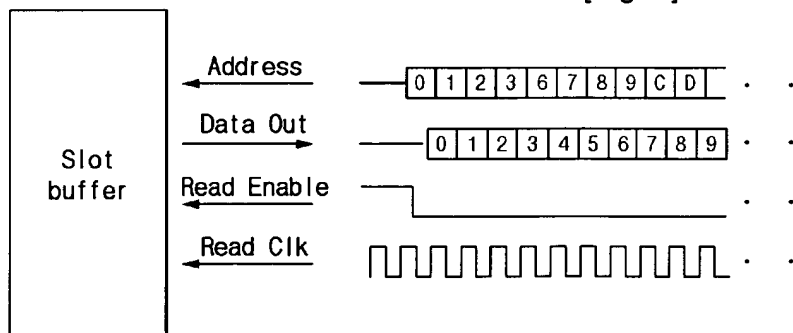 Address
0 1 2 3 6 7 8 9 C D . .
Data Out
0 1 2 3 4 5 6 7 8 9 . .
Slot
buffer
Read Enable
. .
Read Clk
. .